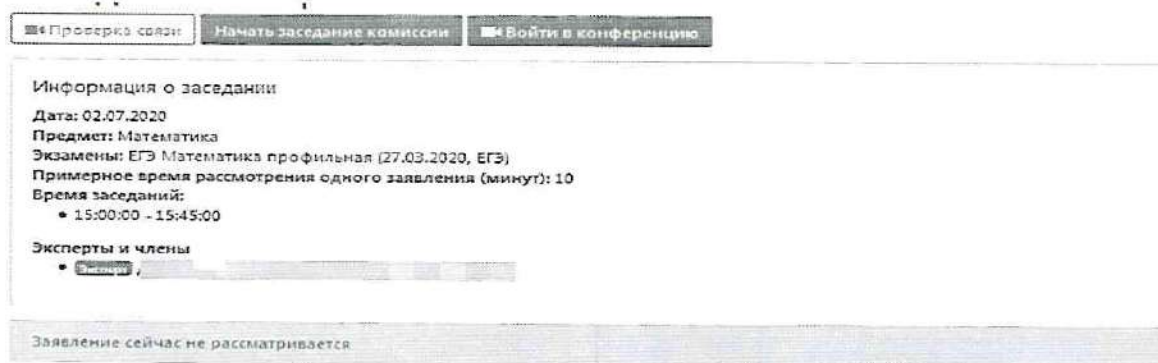 Проверка связи
Начать заседание комиссии
Войти в конференцию
Информация о заседании
Дата: 02.07.2020
Предмет: Математика
Экзамены: ЕГЭ Математика профильная (27.03.2020, ЕГЭ)
Примерное время рассмотрения одного заявления (минут): 10
Время заседаний:
• 15:00:00 - 15:45:00
Эксперты и члены
• Эксперт
Заявление сейчас не рассматривается